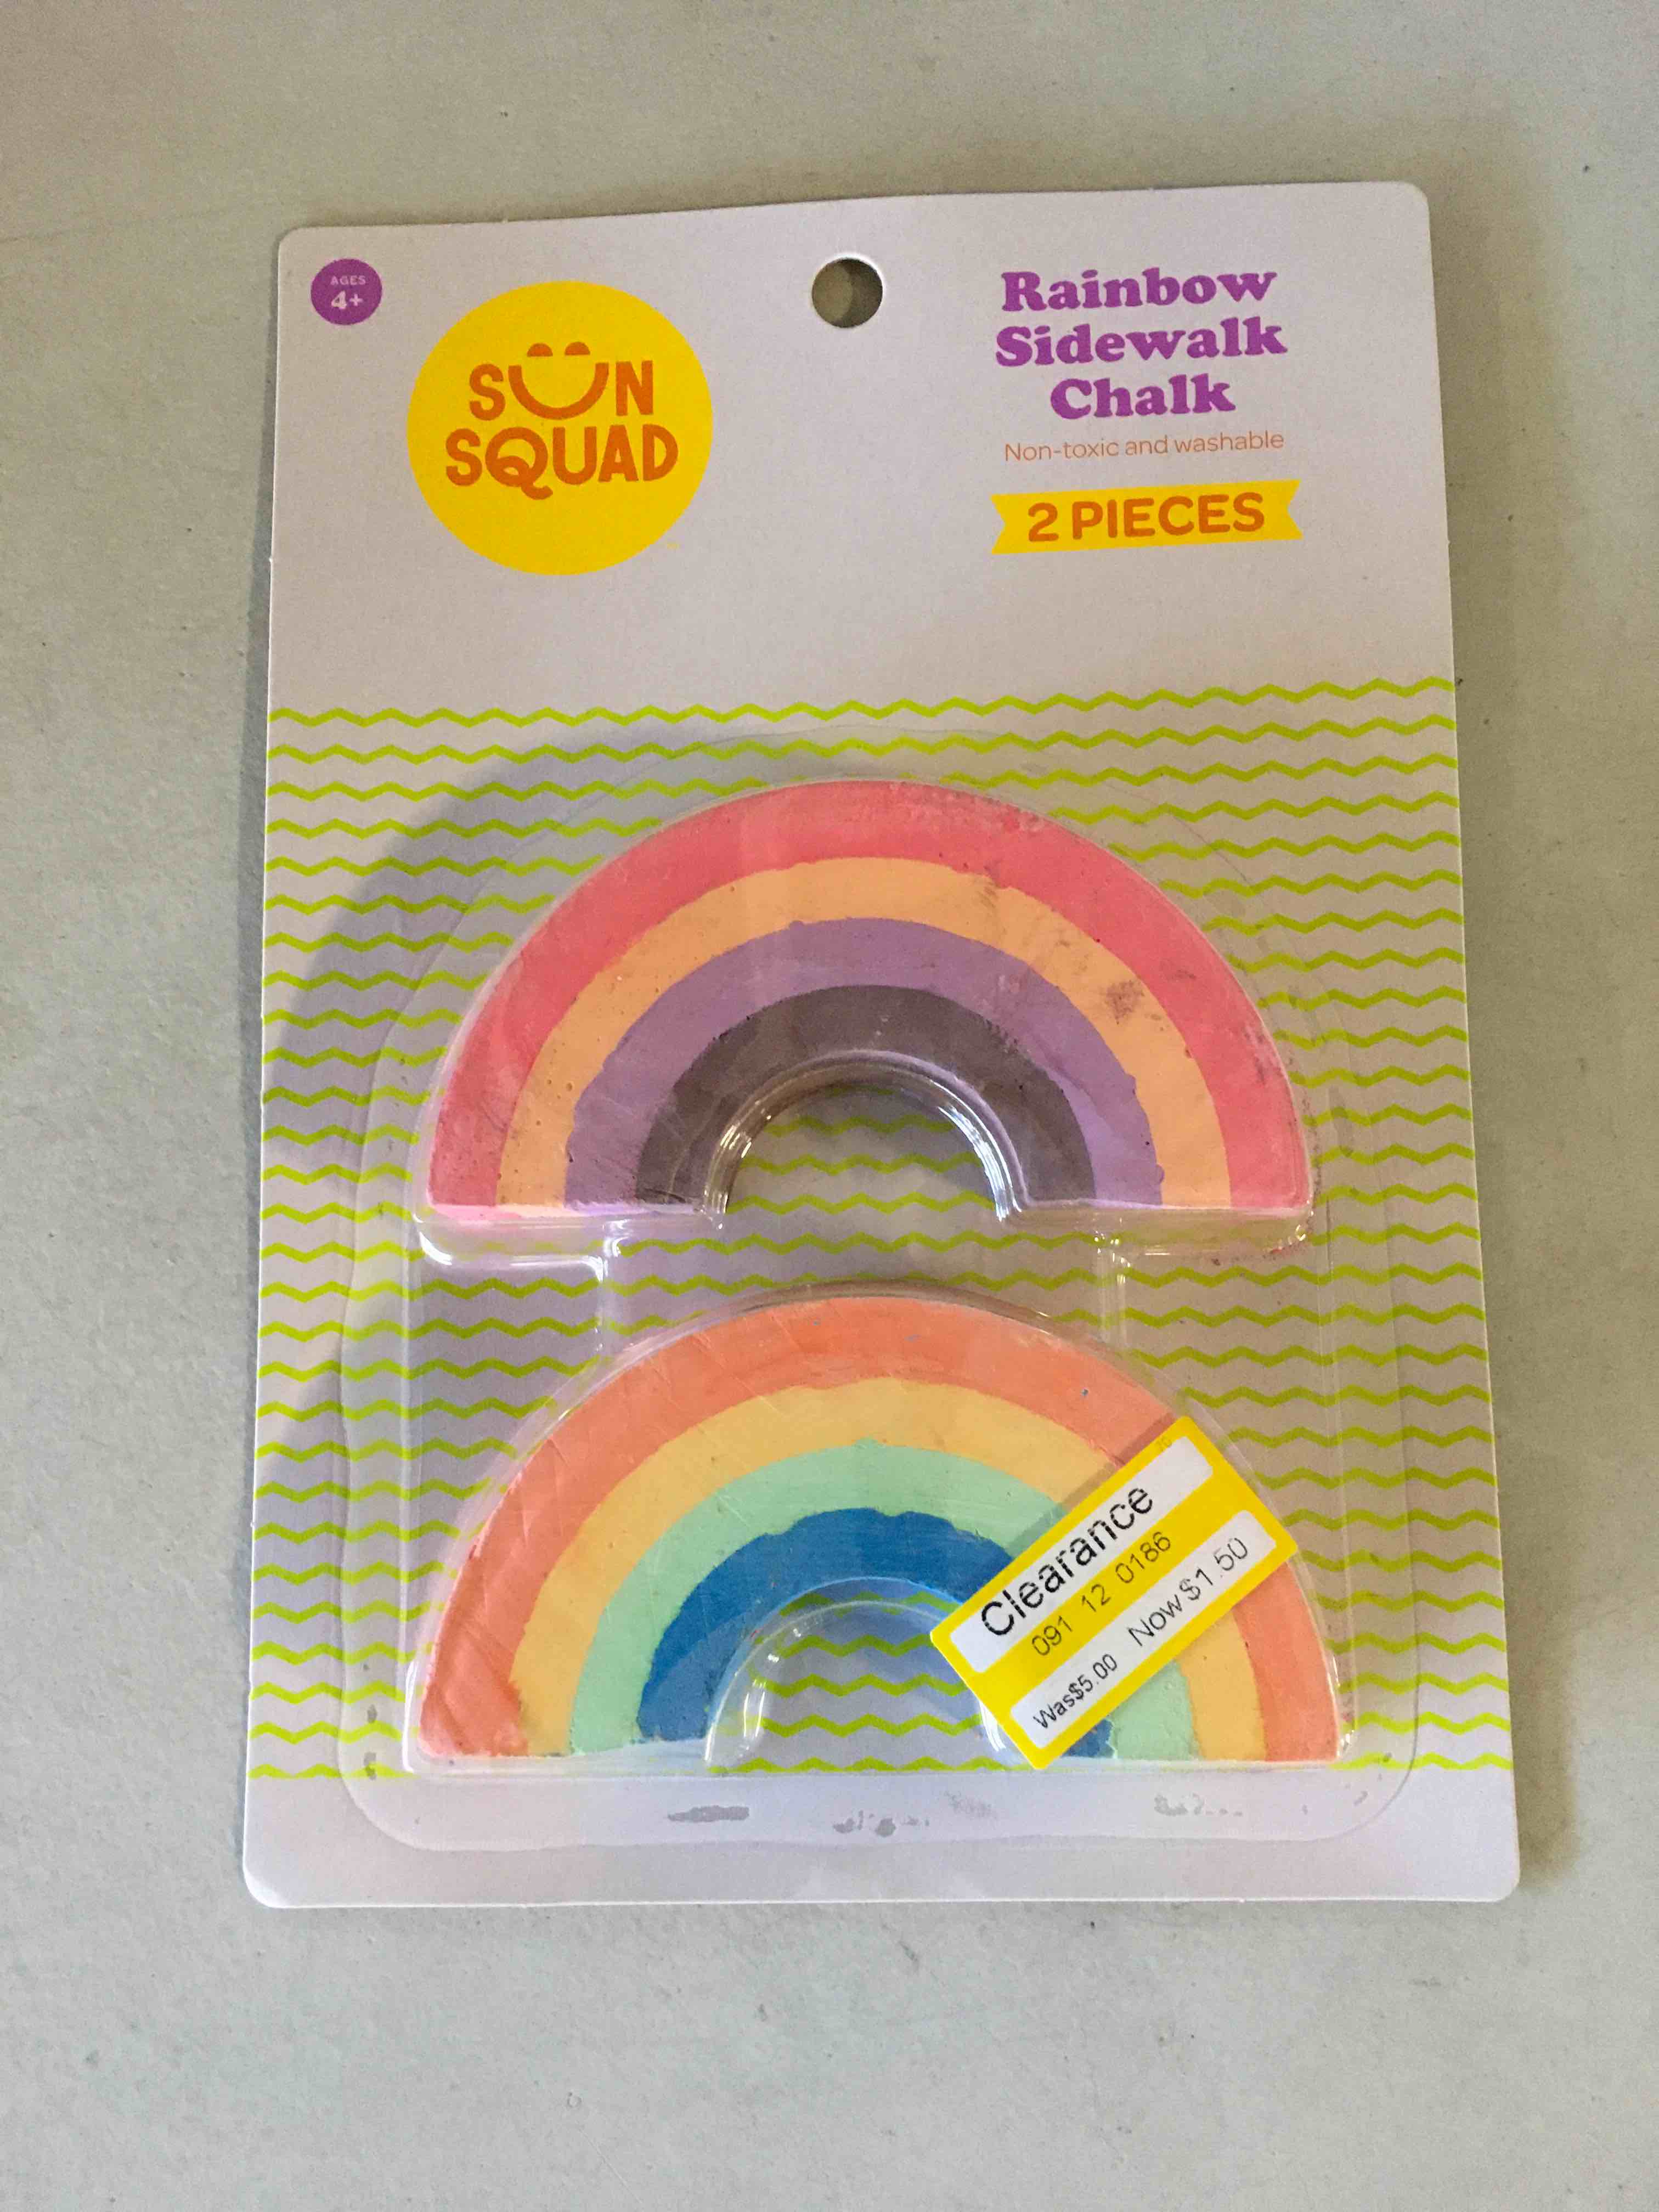 AGES
4+
SUN
SQUAD
Rainbow
Sidewalk
Chalk
Non-toxic and washable
2 PIECES
Clearance
091 12 0186
Was$5.00 Now$1.50